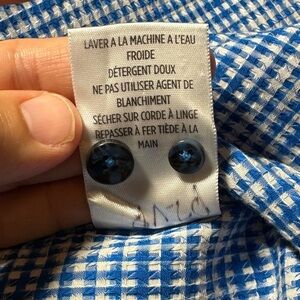 LAVER A LA MACHINE A L'EAU
FROIDE
DÉTERGENT DOUX
NE PAS UTILISER AGENT DE
BLANCHIMENT
SÉCHER SUR CORDE À LINGE
REPASSER À FER TIÈDE À LA
MAIN